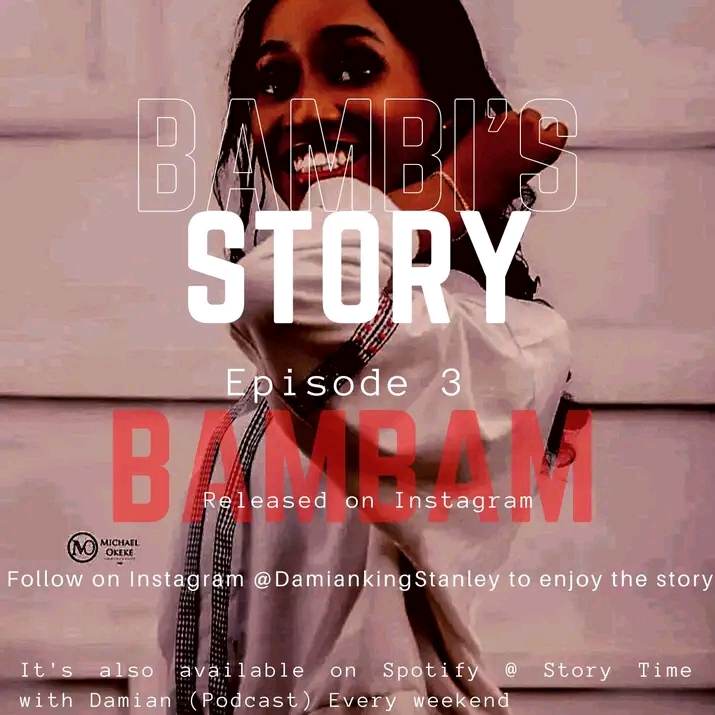 BAMBI'S
STORY
Episode 3
BAMBAM
Released on Instagram
MICHAEL
OKEKE
Follow on Instagram @DamiankingStanley to enjoy the story
It's also available on Spotify @ Story Time
with Damian (Podcast) Every weekend